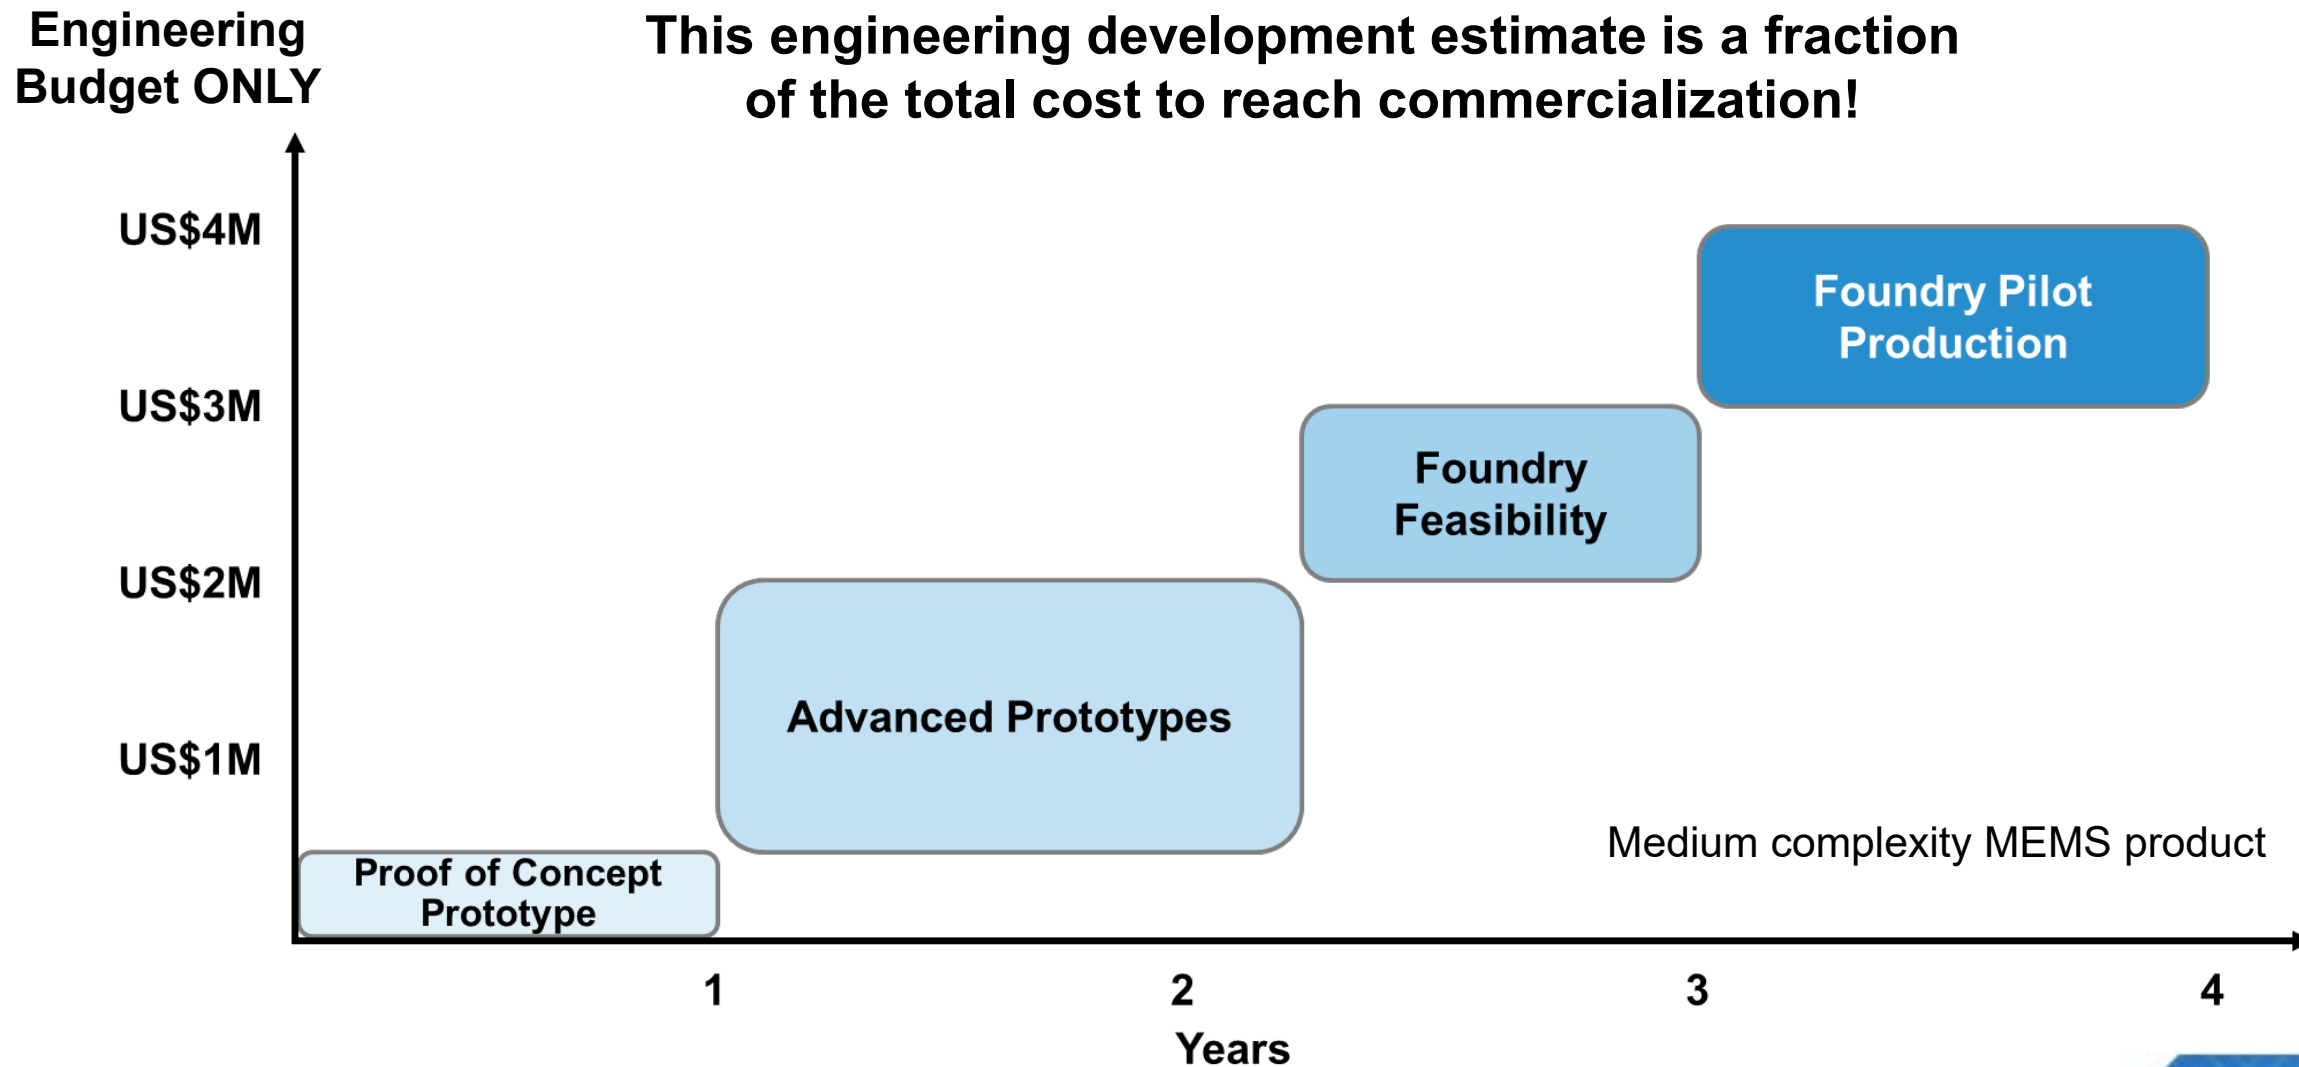 Engineering
Budget ONLY
This engineering development estimate is a fraction
of the total cost to reach commercialization!
US$4M
US$3M
US$2M
US$1M
Foundry Pilot
Production
Foundry
Feasibility
Advanced Prototypes
Proof of Concept
Prototype
Medium complexity MEMS product
1
2
3
4
Years